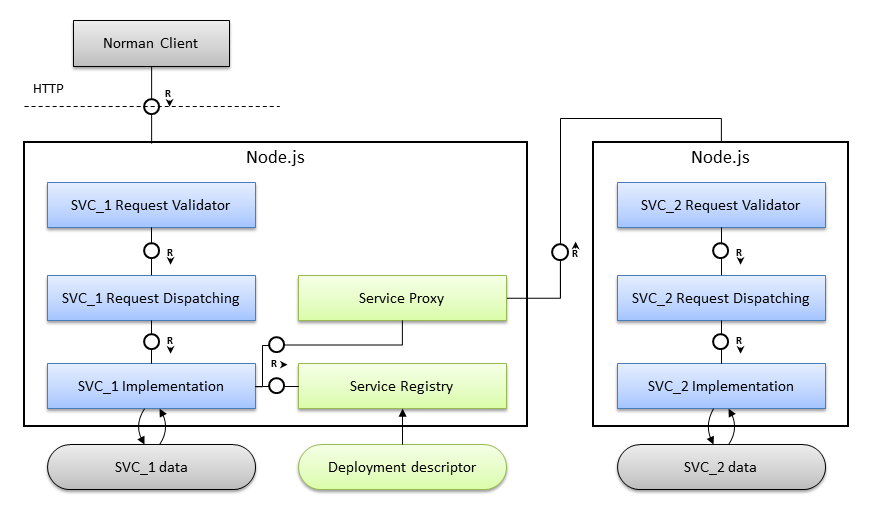 Norman Client
HTTP
R
Node.js
Node.js
SVC_1 Request Validator
SVC_2 Request Validator
R
R
R
SVC_1 Request Dispatching
Service Proxy
SVC_2 Request Dispatching
R
R
R
SVC_1 Implementation
Service Registry
SVC_2 Implementation
SVC_1 data
Deployment descriptor
SVC_2 data